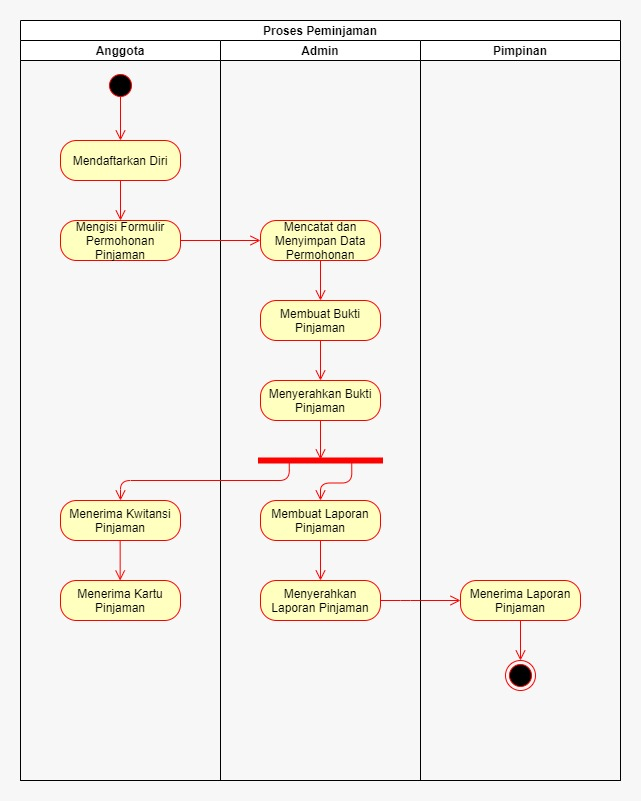 Proses Peminjaman
Anggota
Admin
Pimpinan
Mendaftarkan Diri
Mengisi Formulir
Permohonan
Pinjaman
Mencatat dan
Menyimpan Data
Permohonan
Membuat Bukti
Pinjaman
Menyerahkan Bukti
Pinjaman
Menerima Kwitansi
Pinjaman
Membuat Laporan
Pinjaman
Menerima Kartu
Pinjaman
Menyerahkan
Laporan Pinjaman
Menerima Laporan
Pinjaman